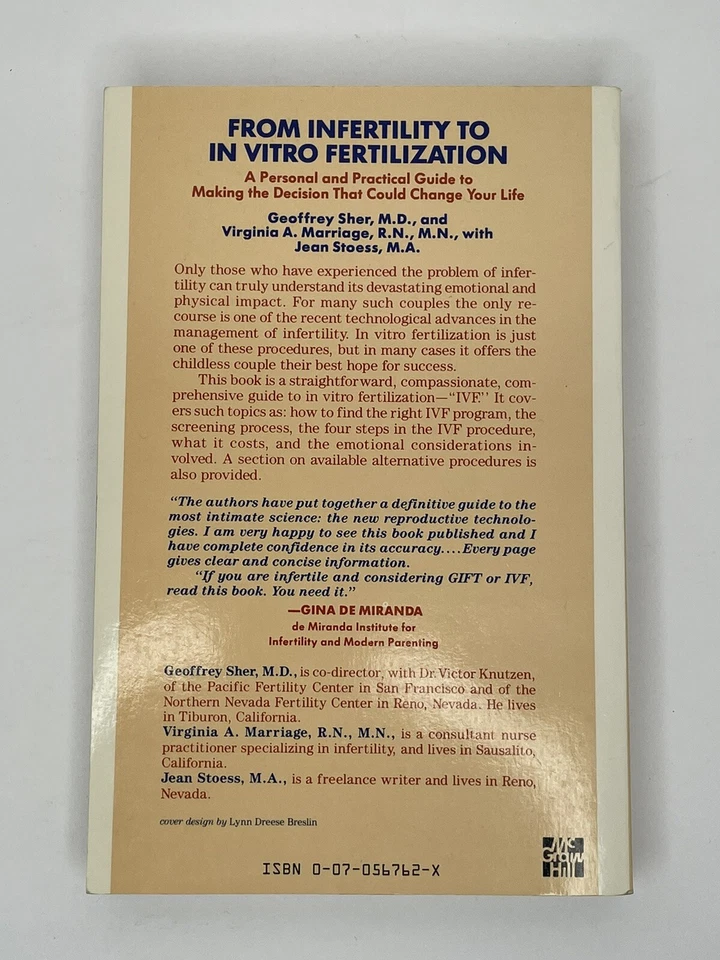 FROM INFERTILITY TO
IN VITRO FERTILIZATION
A Personal and Practical Guide to
Making the Decision That Could Change Your Life
Geoffrey Sher, M.D., and
Virginia A. Marriage, R.N., M.N., with
Jean Stoess, M.A.
Only those who have experienced the problem of infer-
tility can truly understand its devastating emotional and
physical impact. For many such couples the only re-
course is one of the recent technological advances in the
management of infertility. In vitro fertilization is just
one of these procedures, but in many cases it offers the
childless couple their best hope for success.
This book is a straightforward, compassionate, com-
prehensive guide to in vitro fertilization—“IVF.” It cov-
ers such topics as: how to find the right IVF program, the
screening process, the four steps in the IVF procedure,
what it costs, and the emotional considerations in-
volved. A section on available alternative procedures is
also provided.
“The authors have put together a definitive guide to the
most intimate science: the new reproductive technolo-
gies. I am very happy to see this book published and I
have complete confidence in its accuracy....Every page
gives clear and concise information.
“If you are infertile and considering GIFT or IVF,
read this book. You need it.”
—GINA DE MIRANDA
de Miranda Institute for
Infertility and Modern Parenting
Geoffrey Sher, M.D., is co-director, with Dr. Victor Knutzen,
of the Pacific Fertility Center in San Francisco and of the
Northern Nevada Fertility Center in Reno, Nevada. He lives
in Tiburon, California.
Virginia A. Marriage, R.N., M.N., is a consultant nurse
practitioner specializing in infertility, and lives in Sausalito,
California.
Jean Stoess, M.A., is a freelance writer and lives in Reno,
Nevada.
cover design by Lynn Dreese Breslin
ISBN 0-07-056762-X
Mc
Graw
Hill